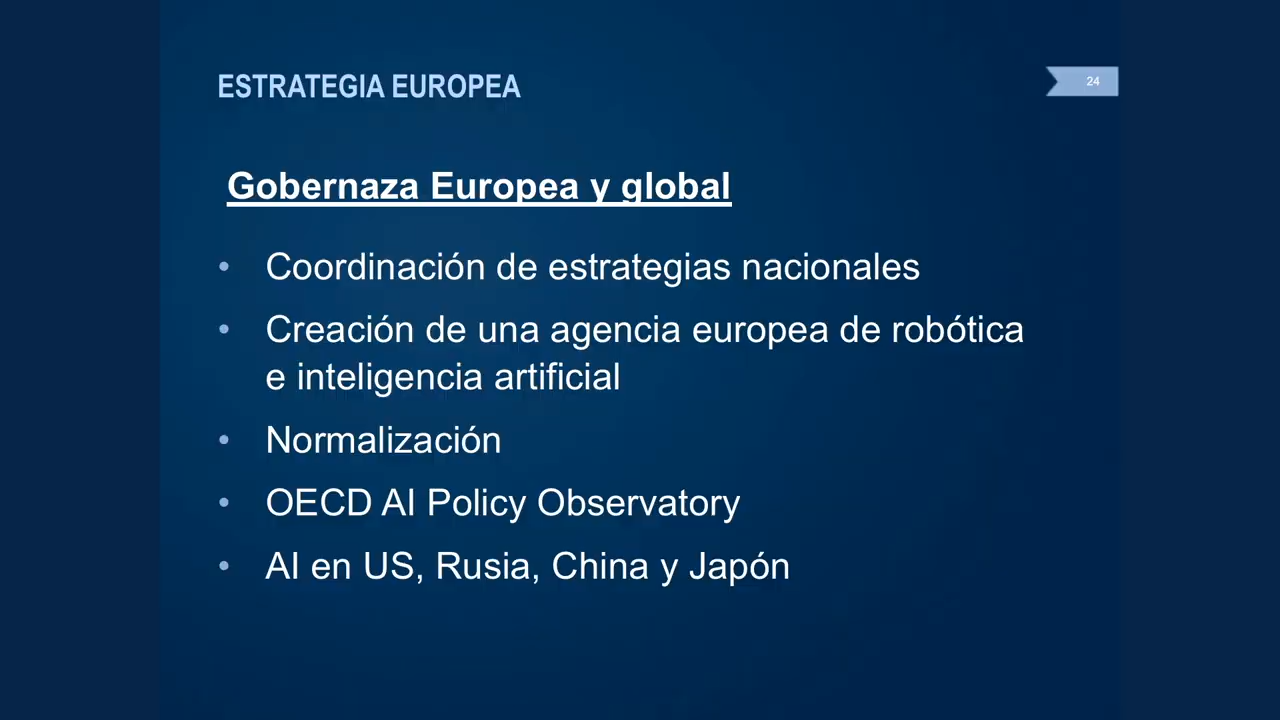 ESTRATEGIA EUROPEA
24
Gobernaza Europea y global
• Coordinación de estrategias nacionales
• Creación de una agencia europea de robótica
e inteligencia artificial
• Normalización
• OECD AI Policy Observatory
• AI en US, Rusia, China y Japón